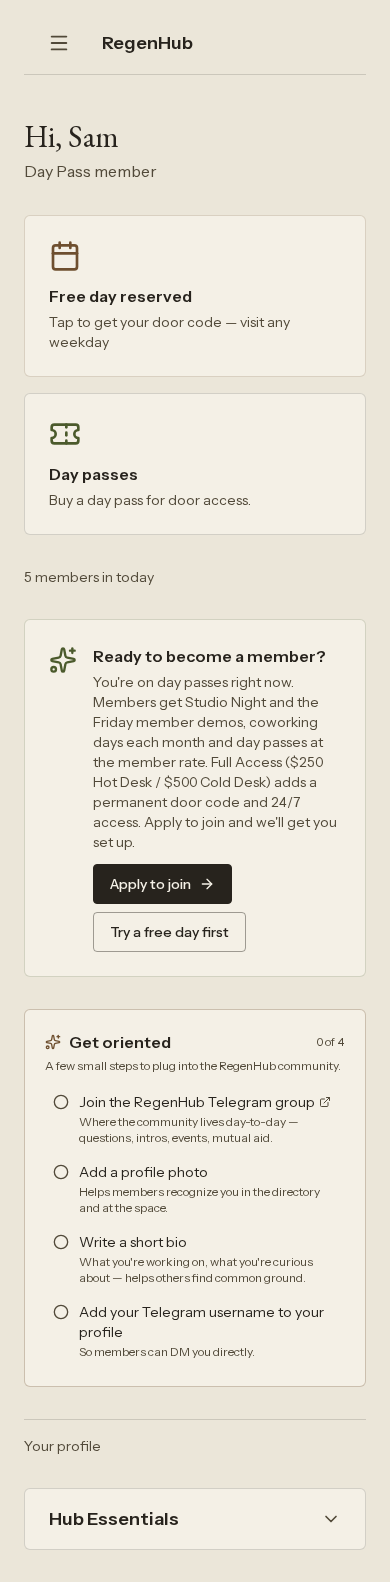 RegenHub
Hi, Sam
Day Pass member
Free day reserved
Tap to get your door code — visit any
weekday
Day passes
Buy a day pass for door access.
5 members in today
Ready to become a member?
You're on day passes right now.
Members get Studio Night and the
Friday member demos, coworking
days each month and day passes at
the member rate. Full Access ($250
Hot Desk / $500 Cold Desk) adds a
permanent door code and 24/7
access. Apply to join and we'll get you
set up.
Apply to join
Try a free day first
Get oriented
0 of 4
A few small steps to plug into the RegenHub community.
Join the RegenHub Telegram group
Where the community lives day-to-day —
questions, intros, events, mutual aid.
Add a profile photo
Helps members recognize you in the directory
and at the space.
Write a short bio
What you're working on, what you're curious
about — helps others find common ground.
Add your Telegram username to your
profile
So members can DM you directly.
Your profile
Hub Essentials